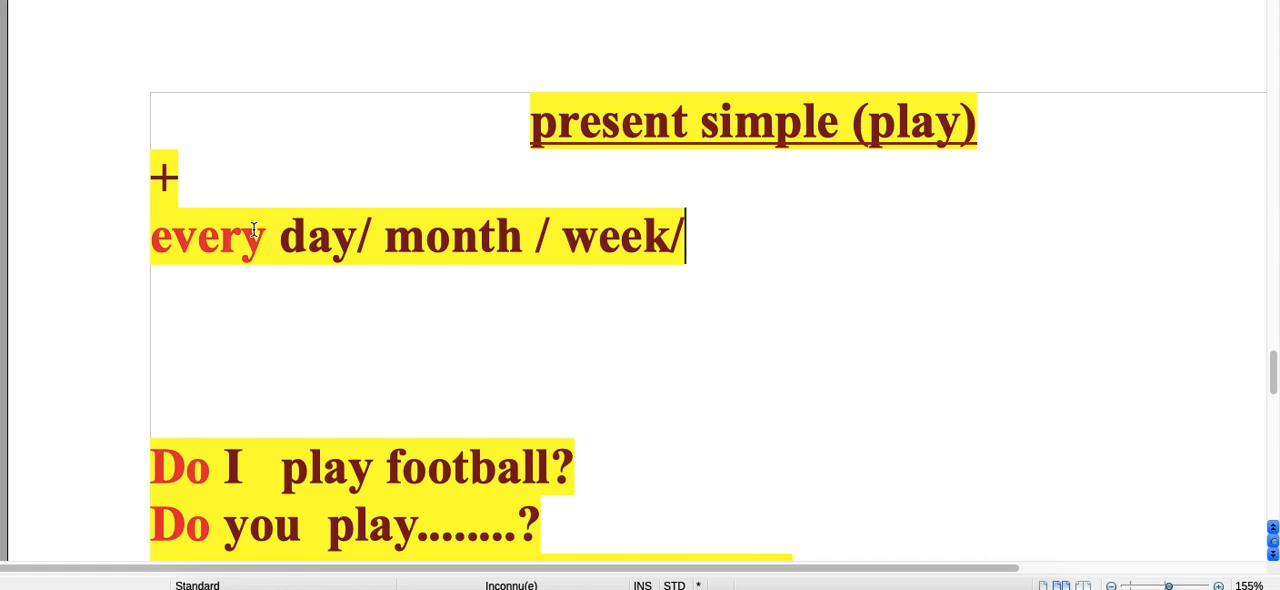 present simple (play)
+
every day/ month / week/
Do I play football?
Do you play........?
Standard Inconnu(e) INS STD * 155%